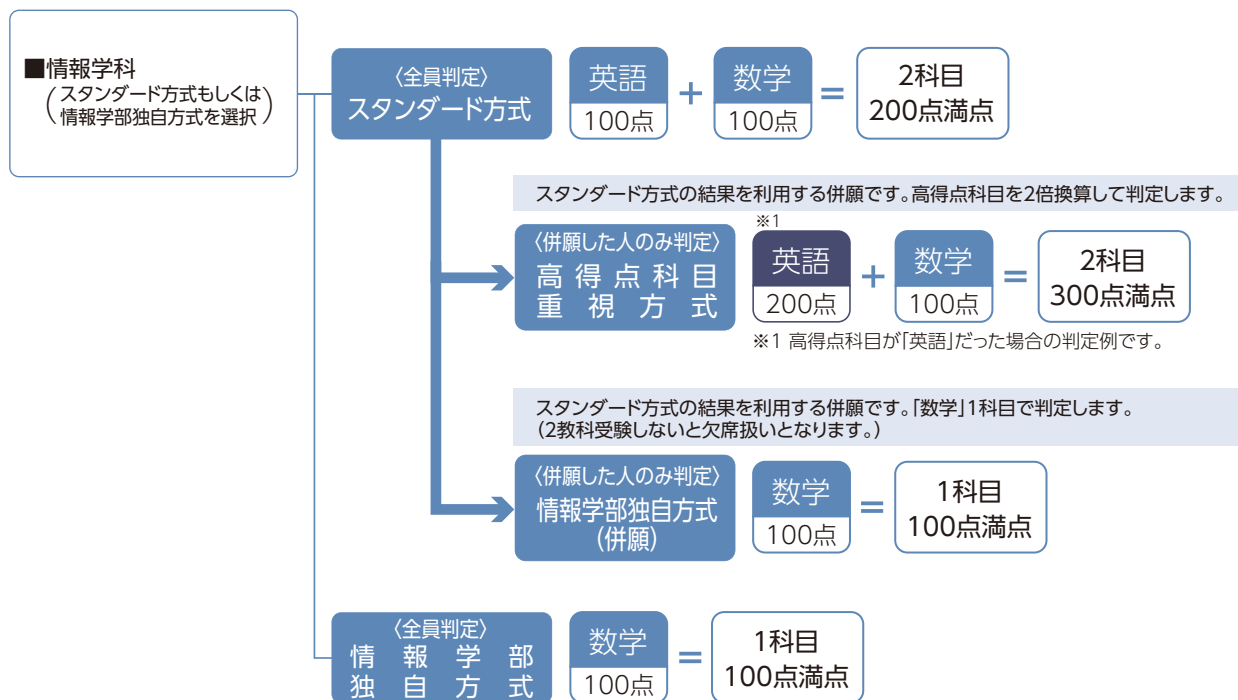 ■情報学科
(スタンダード方式もしくは
情報学部独自方式を選択)
〈全員判定〉
スタンダード方式
英語
100点
+
数学
100点
=
2科目
200点満点
スタンダード方式の結果を利用する併願です。高得点科目を2倍換算して判定します。
〈併願した人のみ判定〉
高得点科目
重視方式
※1
英語
200点
+
数学
100点
=
2科目
300点満点
※1 高得点科目が「英語」だった場合の判定例です。
スタンダード方式の結果を利用する併願です。「数学」1科目で判定します。
(2教科受験しないと欠席扱いとなります。)
〈併願した人のみ判定〉
情報学部独自方式
(併願)
数学
100点
=
1科目
100点満点
〈全員判定〉
情報学部
独自方式
数学
100点
=
1科目
100点満点